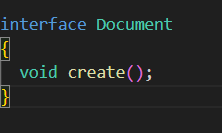 interface Document
{
  void create();
}